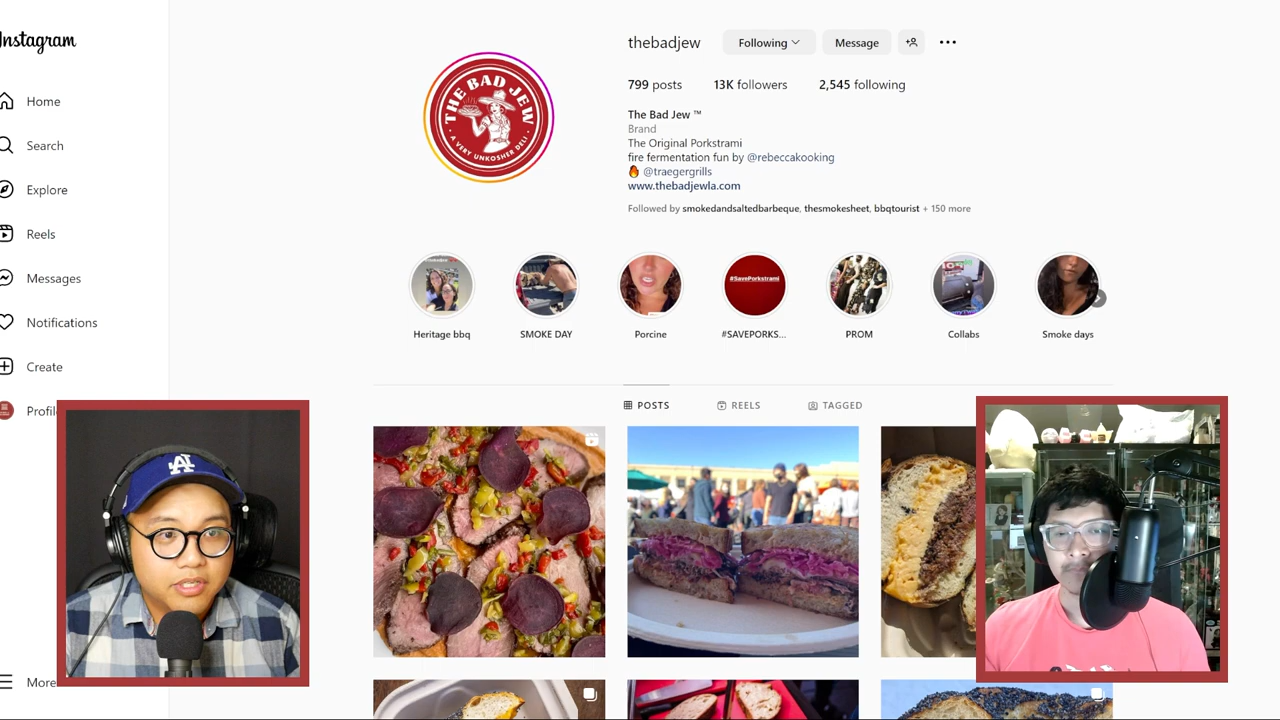 Instagram
Home
Search
Explore
Reels
Messages
Notifications
Create
Profil
More
THE BAD JEW
A VERY UNKOSHER DELI
thebadjew
Following
Message
799 posts
13K followers
2,545 following
The Bad Jew ™
Brand
The Original Porkstrami
fire fermentation fun by @rebeccakooking
🔥 @traegergrills
www.thebadjewla.com
Followed by smokedandsaltedbarbeque, thesmokesheet, bbqtourist + 150 more
#SavePorkstrami
Heritage bbq
SMOKE DAY
Porcine
#SAVEPORKS...
PROM
Collabs
Smoke days
POSTS
REELS
TAGGED
LA